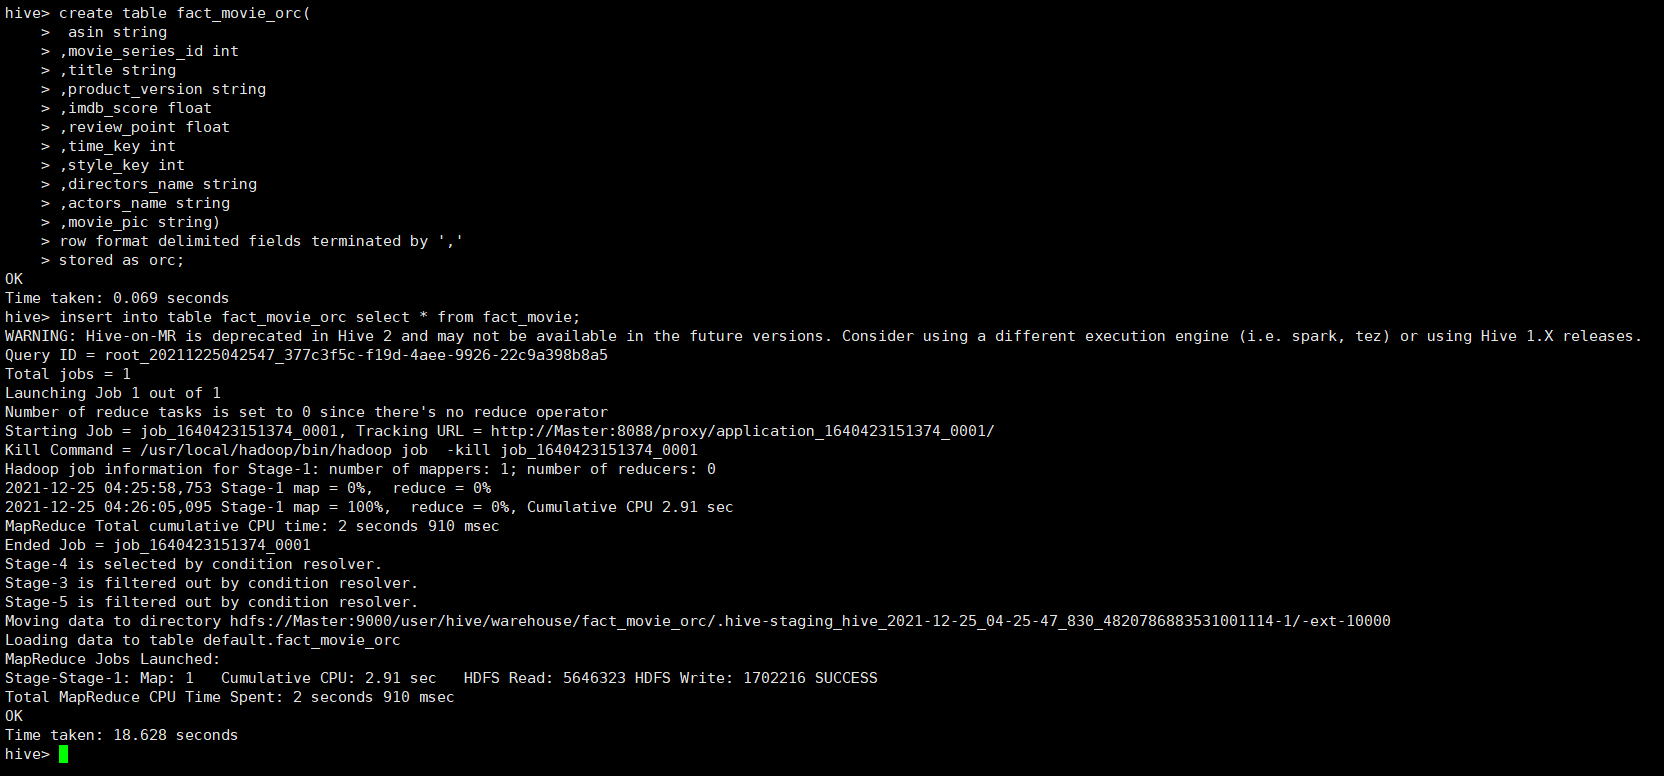 hive> create table fact_movie_orc(
    >  asin string
    > ,movie_series_id int
    > ,title string
    > ,product_version string
    > ,imdb_score float
    > ,review_point float
    > ,time_key int
    > ,style_key int
    > ,directors_name string
    > ,actors_name string
    > ,movie_pic string)
    > row format delimited fields terminated by ','
    > stored as orc;
OK
Time taken: 0.069 seconds
hive> insert into table fact_movie_orc select * from fact_movie;
WARNING: Hive-on-MR is deprecated in Hive 2 and may not be available in the future versions. Consider using a different execution engine (i.e. spark, tez) or using Hive 1.X releases.
Query ID = root_20211225042547_377c3f5c-f19d-4aee-9926-22c9a398b8a5
Total jobs = 1
Launching Job 1 out of 1
Number of reduce tasks is set to 0 since there's no reduce operator
Starting Job = job_1640423151374_0001, Tracking URL = http://Master:8088/proxy/application_1640423151374_0001/
Kill Command = /usr/local/hadoop/bin/hadoop job  -kill job_1640423151374_0001
Hadoop job information for Stage-1: number of mappers: 1; number of reducers: 0
2021-12-25 04:25:58,753 Stage-1 map = 0%,  reduce = 0%
2021-12-25 04:26:05,095 Stage-1 map = 100%,  reduce = 0%, Cumulative CPU 2.91 sec
MapReduce Total cumulative CPU time: 2 seconds 910 msec
Ended Job = job_1640423151374_0001
Stage-4 is selected by condition resolver.
Stage-3 is filtered out by condition resolver.
Stage-5 is filtered out by condition resolver.
Moving data to directory hdfs://Master:9000/user/hive/warehouse/fact_movie_orc/.hive-staging_hive_2021-12-25_04-25-47_830_4820786883531001114-1/-ext-10000
Loading data to table default.fact_movie_orc
MapReduce Jobs Launched:
Stage-Stage-1: Map: 1   Cumulative CPU: 2.91 sec   HDFS Read: 5646323 HDFS Write: 1702216 SUCCESS
Total MapReduce CPU Time Spent: 2 seconds 910 msec
OK
Time taken: 18.628 seconds
hive>